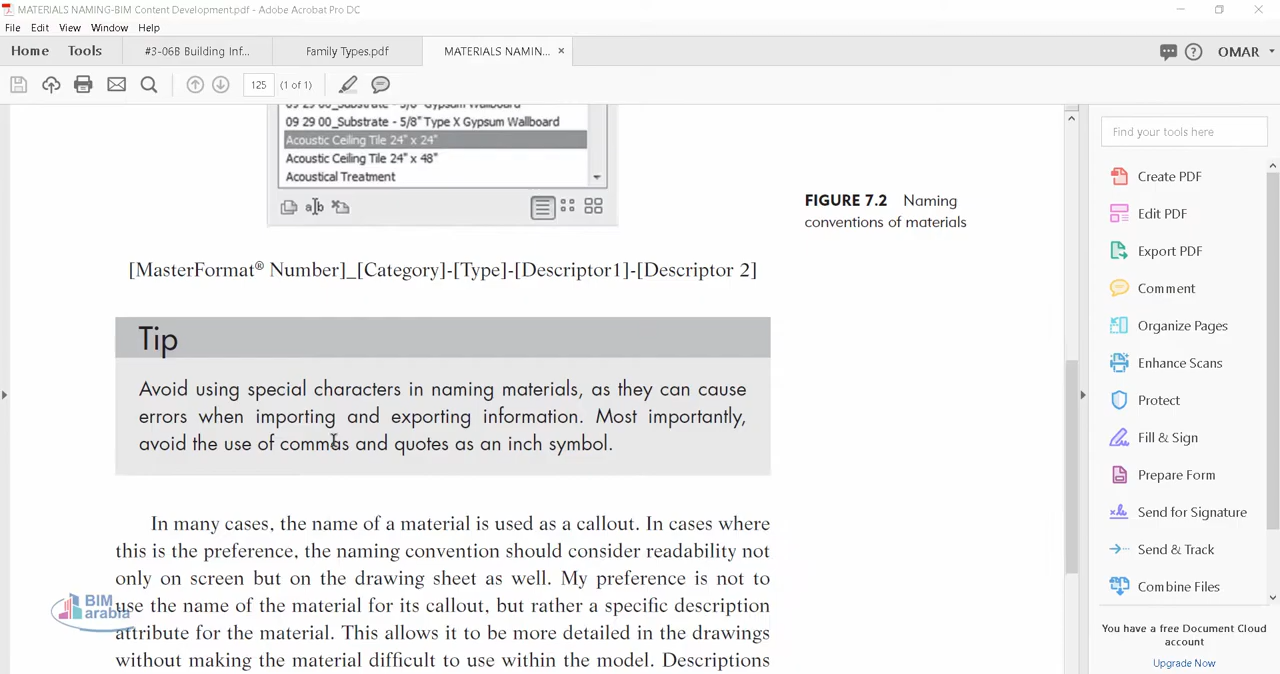 MATERIALS NAMING-BIM Content Development.pdf - Adobe Acrobat Pro DC
File Edit View Window Help
Home Tools #3-06B Building Inf... Family Types.pdf MATERIALS NAMIN... × OMAR
125 (1 of 1)
09 29 00_Substrate - 5/8" Gypsum Wallboard
09 29 00_Substrate - 5/8" Type X Gypsum Wallboard
Acoustic Ceiling Tile 24" x 24"
Acoustic Ceiling Tile 24" x 48"
Acoustical Treatment
FIGURE 7.2 Naming
conventions of materials
[MasterFormat® Number]_[Category]-[Type]-[Descriptor1]-[Descriptor 2]
Tip
Avoid using special characters in naming materials, as they can cause
errors when importing and exporting information. Most importantly,
avoid the use of commas and quotes as an inch symbol.
In many cases, the name of a material is used as a callout. In cases where
this is the preference, the naming convention should consider readability not
only on screen but on the drawing sheet as well. My preference is not to
use the name of the material for its callout, but rather a specific description
attribute for the material. This allows it to be more detailed in the drawings
without making the material difficult to use within the model. Descriptions
BIM
arabia
Find your tools here
Create PDF
Edit PDF
Export PDF
Comment
Organize Pages
Enhance Scans
Protect
Fill & Sign
Prepare Form
Send for Signature
Send & Track
Combine Files
You have a free Document Cloud
account
Upgrade Now